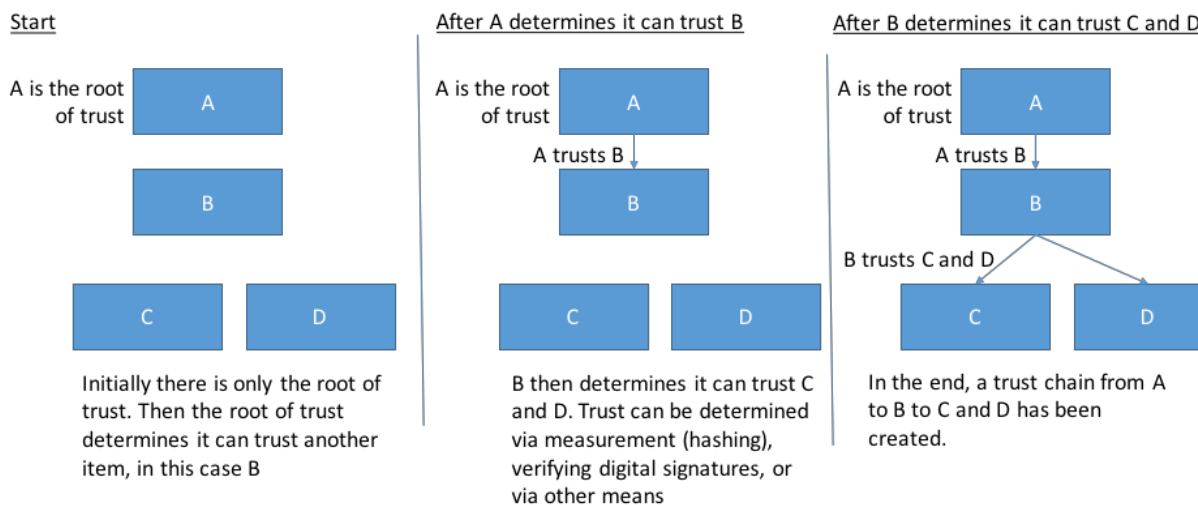 Start
A is the root
of trust
A
B
C
D
Initially there is only the root of
trust. Then the root of trust
determines it can trust another
item, in this case B
After A determines it can trust B
A is the root
of trust
A
A trusts B
B
C
D
B then determines it can trust C
and D. Trust can be determined
via measurement (hashing),
verifying digital signatures, or
via other means
After B determines it can trust C and D
A is the root
of trust
A
A trusts B
B
B trusts C and D
C
D
In the end, a trust chain from A
to B to C and D has been
created.